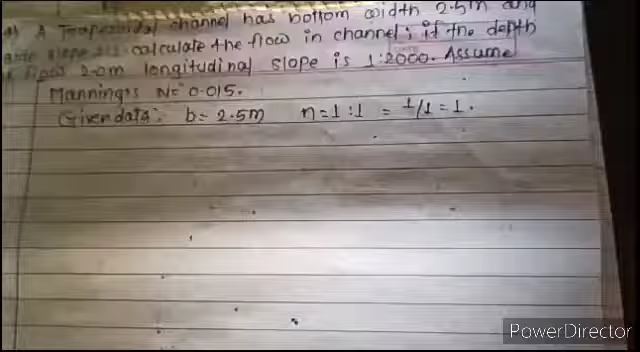 A Trapezoidal channel has bottom width 2.5m and
side slope 1:1. calculate the flow in channel; if the depth
flow 2.0m longitudinal slope is 1:2000. Assume
Manning's N= 0.015.
Given data: b= 2.5m n=1:1 = 1/1 = 1.
PowerDirector